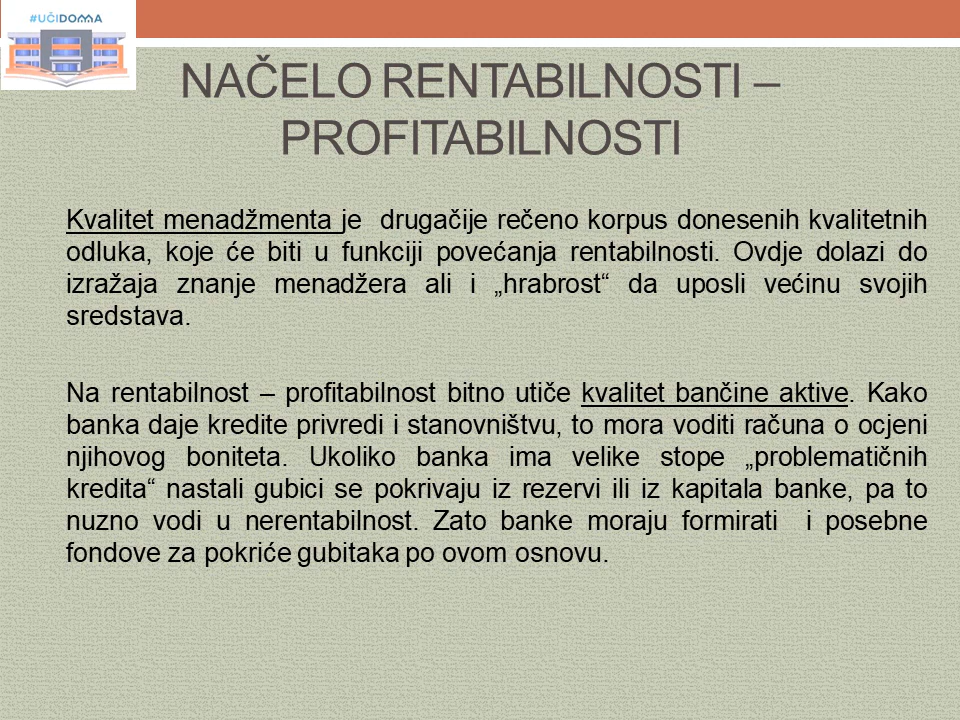 #UČIDOMA
NAČELO RENTABILNOSTI –
PROFITABILNOSTI
Kvalitet menadžmenta je drugačije rečeno korpus donesenih kvalitetnih
odluka, koje će biti u funkciji povećanja rentabilnosti. Ovdje dolazi do
izražaja znanje menadžera ali i „hrabrost“ da uposli većinu svojih
sredstava.
Na rentabilnost – profitabilnost bitno utiče kvalitet bančine aktive. Kako
banka daje kredite privredi i stanovništvu, to mora voditi računa o ocjeni
njihovog boniteta. Ukoliko banka ima velike stope „problematičnih
kredita“ nastali gubici se pokrivaju iz rezervi ili iz kapitala banke, pa to
nuzno vodi u nerentabilnost. Zato banke moraju formirati i posebne
fondove za pokriće gubitaka po ovom osnovu.